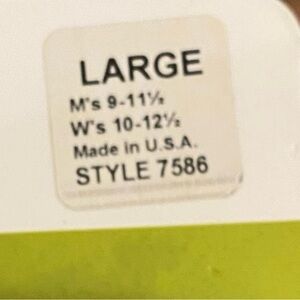 LARGE
M's 9-11½
W's 10-12½
Made in U.S.A.
STYLE 7586